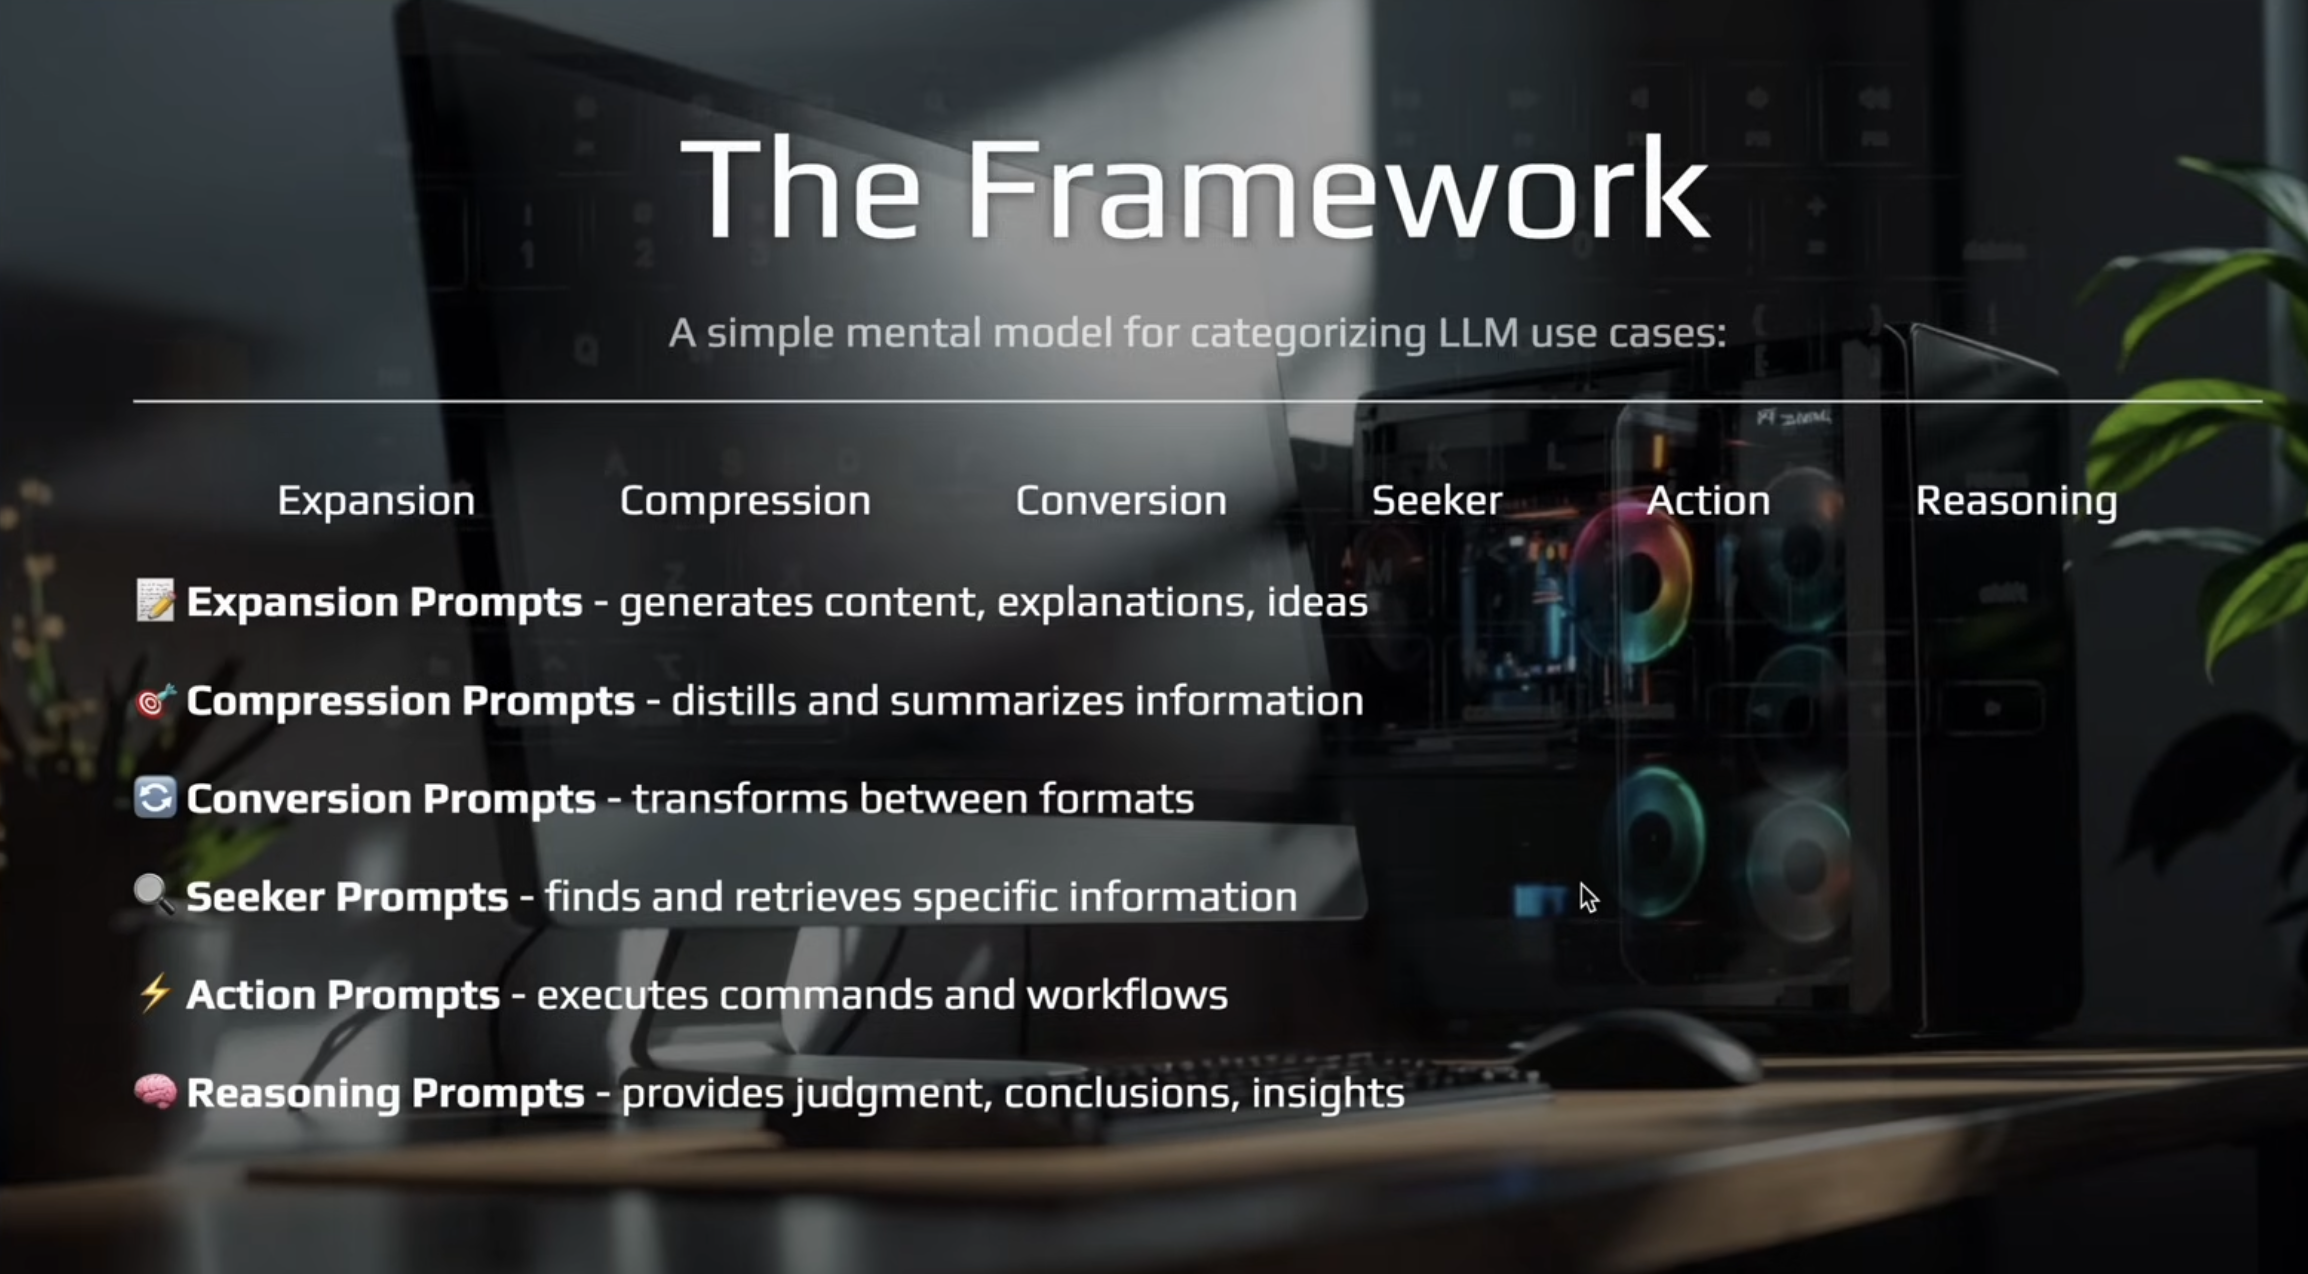 The Framework
A simple mental model for categorizing LLM use cases:
Expansion Compression Conversion Seeker Action Reasoning
📝 Expansion Prompts - generates content, explanations, ideas
🎯 Compression Prompts - distills and summarizes information
🔄 Conversion Prompts - transforms between formats
🔍 Seeker Prompts - finds and retrieves specific information
⚡ Action Prompts - executes commands and workflows
🧠 Reasoning Prompts - provides judgment, conclusions, insights